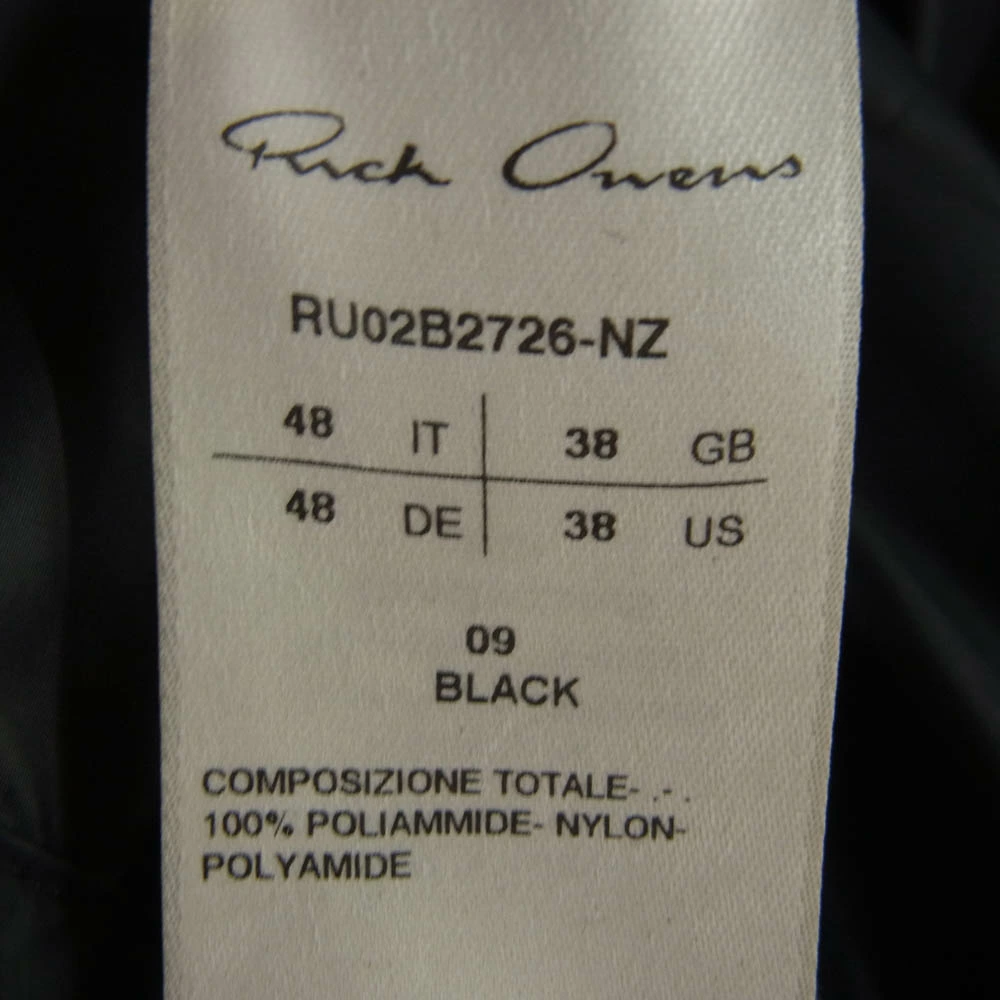 Rick Owens
RU02B2726-NZ
48 IT 38 GB
48 DE 38 US
09
BLACK
COMPOSIZIONE TOTALE- .- .
100% POLIAMMIDE- NYLON-
POLYAMIDE